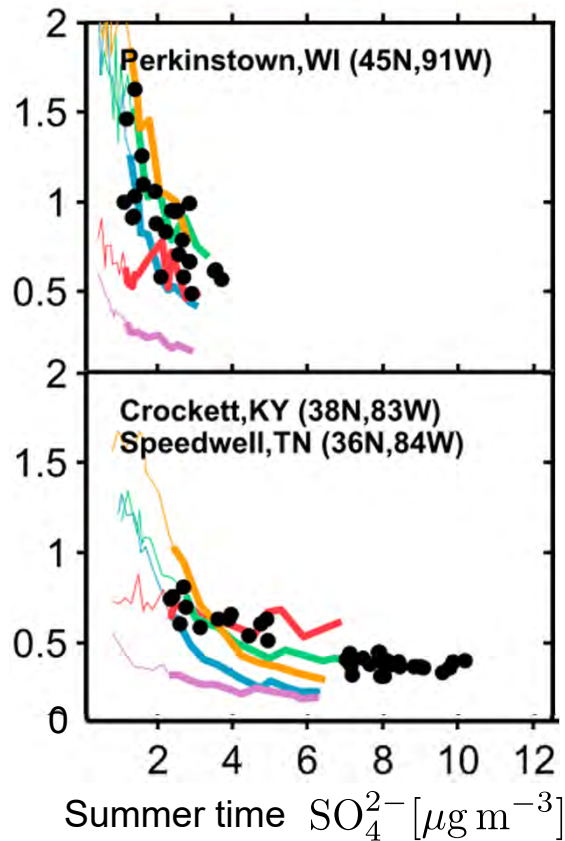 2
Perkinstown,WI (45N,91W)
1.5
1
0.5
2
Crockett,KY (38N,83W)
Speedwell,TN (36N,84W)
1.5
1
0.5
0
2 4 6 8 10 12
Summer time SO₄²⁻ [μg m⁻³]